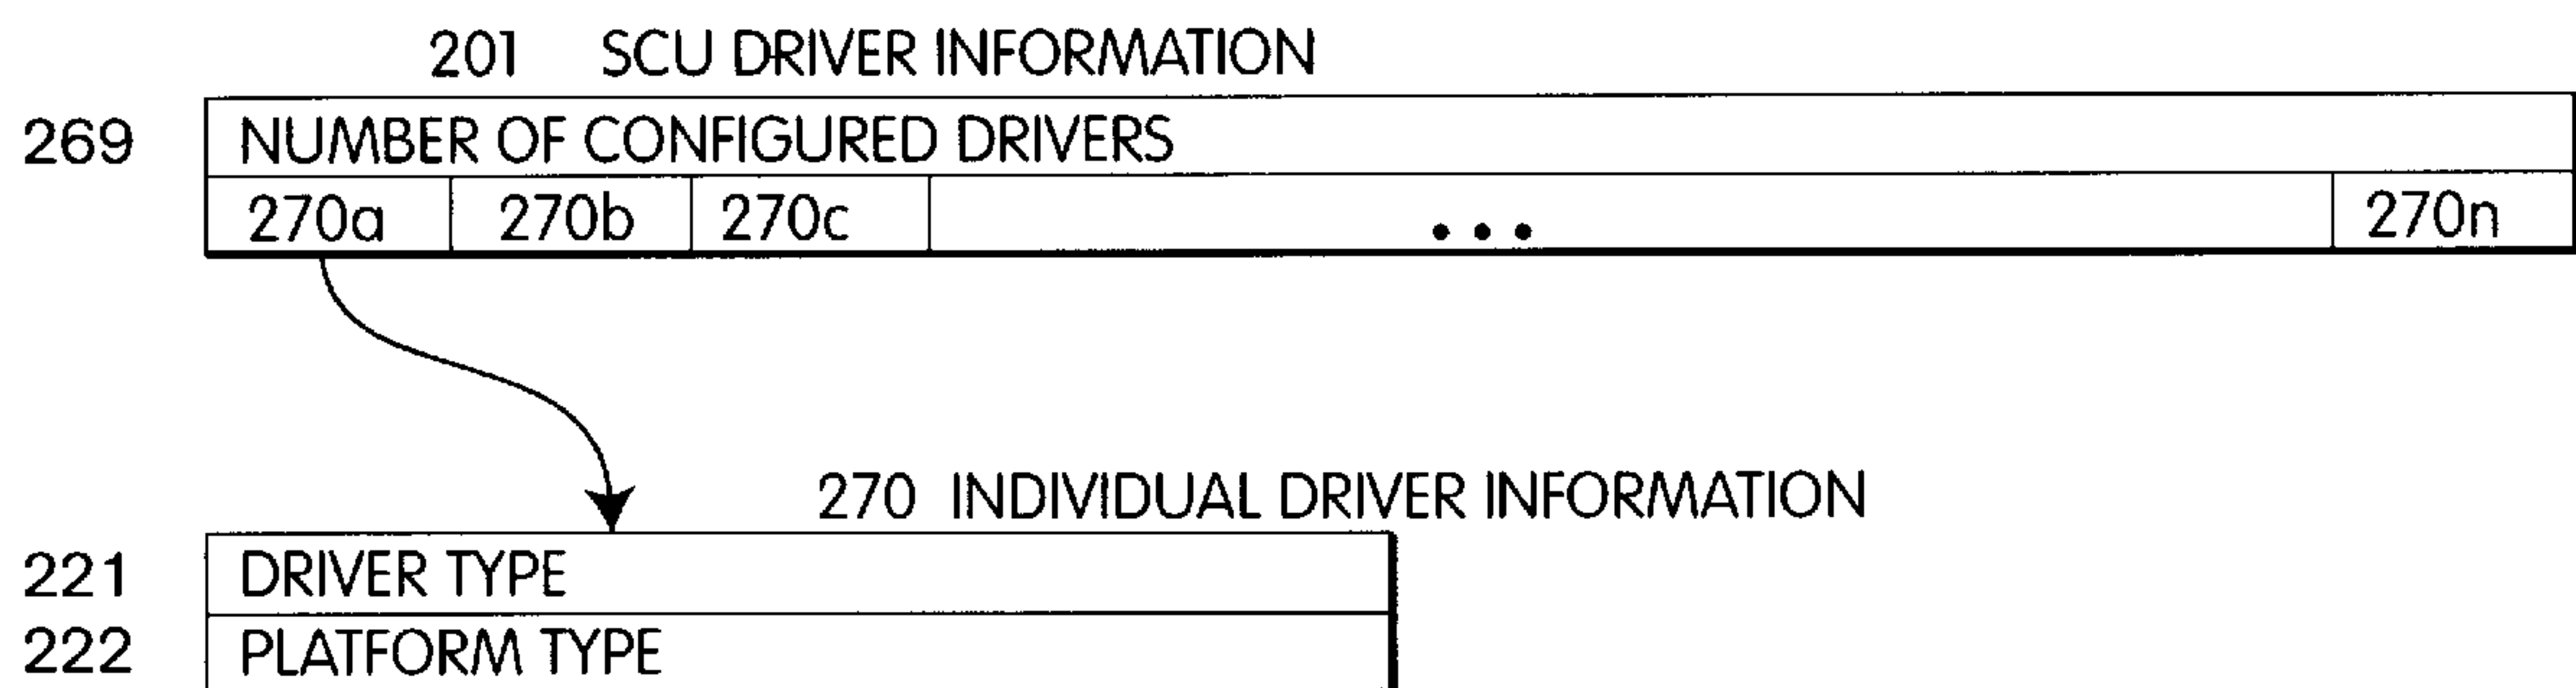 201 SCU DRIVER INFORMATION
269 NUMBER OF CONFIGURED DRIVERS
270a 270b 270c ... 270n
270 INDIVIDUAL DRIVER INFORMATION
221 DRIVER TYPE
222 PLATFORM TYPE